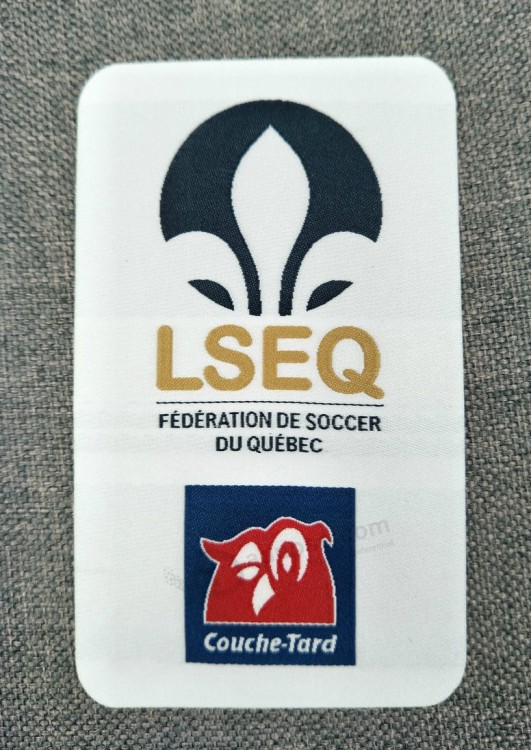 LSEQ
FÉDÉRATION DE SOCCER
DU QUÉBEC
Couche-Tard